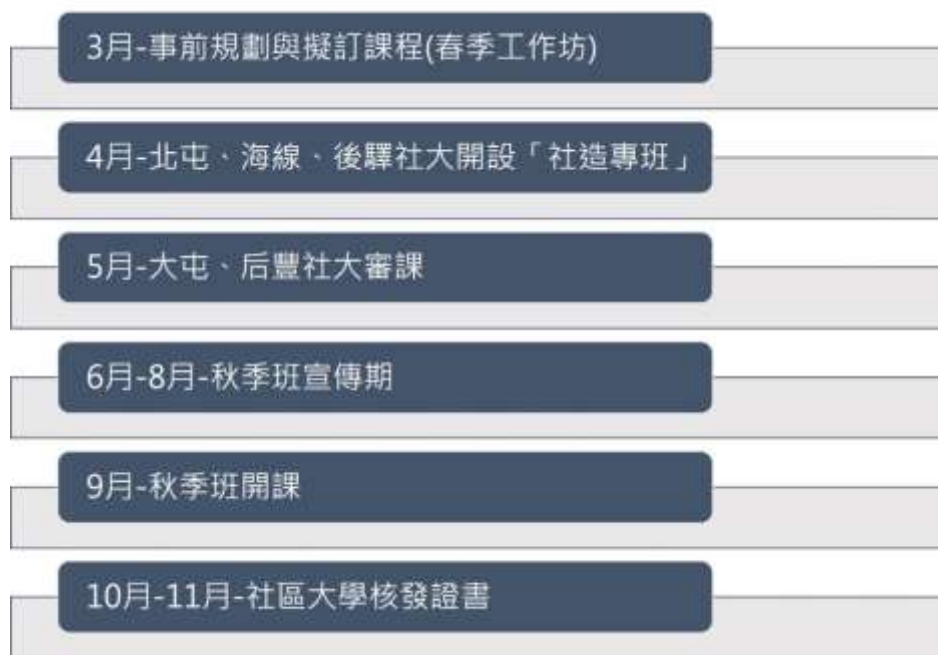 3月-事前規劃與擬訂課程(春季工作坊)
4月-北屯、海線、後驛社大開設「社造專班」
5月-大屯、后豐社大審課
6月-8月-秋季班宣傳期
9月-秋季班開課
10月-11月-社區大學核發證書